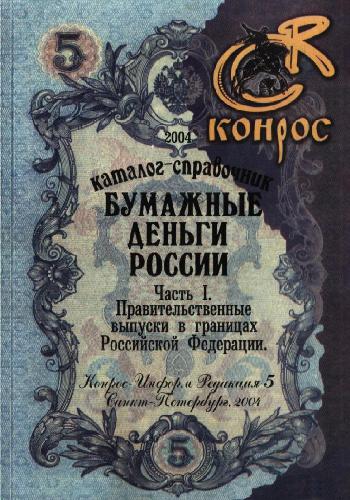 5
CR
КОНРОС
2004
каталог-справочник
БУМАЖНЫЕ
ДЕНЬГИ
РОССИИ
Часть I.
Правительственные
выпуски в границах
Российской Федерации.
Конрос-Информ Редакция 5
Санкт-Петербург, 2004
5